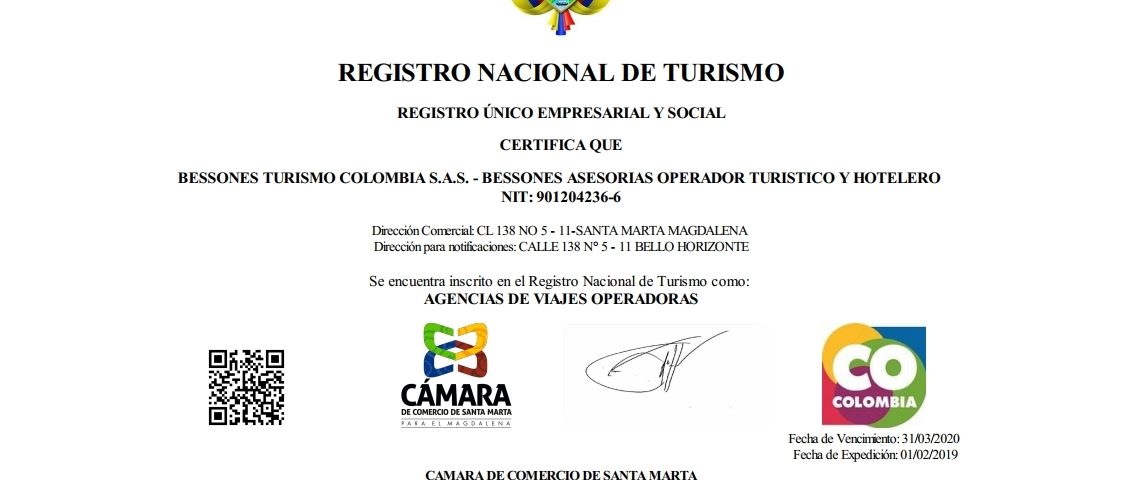 REGISTRO NACIONAL DE TURISMO
REGISTRO ÚNICO EMPRESARIAL Y SOCIAL
CERTIFICA QUE
BESSONES TURISMO COLOMBIA S.A.S. - BESSONES ASESORIAS OPERADOR TURISTICO Y HOTELERO
NIT: 901204236-6
Dirección Comercial: CL 138 NO 5 - 11-SANTA MARTA MAGDALENA
Dirección para notificaciones: CALLE 138 N° 5 - 11 BELLO HORIZONTE
Se encuentra inscrito en el Registro Nacional de Turismo como:
AGENCIAS DE VIAJES OPERADORAS
CÁMARA
DE COMERCIO DE SANTA MARTA
PARA EL MAGDALENA
CO
COLOMBIA
Fecha de Vencimiento: 31/03/2020
Fecha de Expedición: 01/02/2019
CAMARA DE COMERCIO DE SANTA MARTA